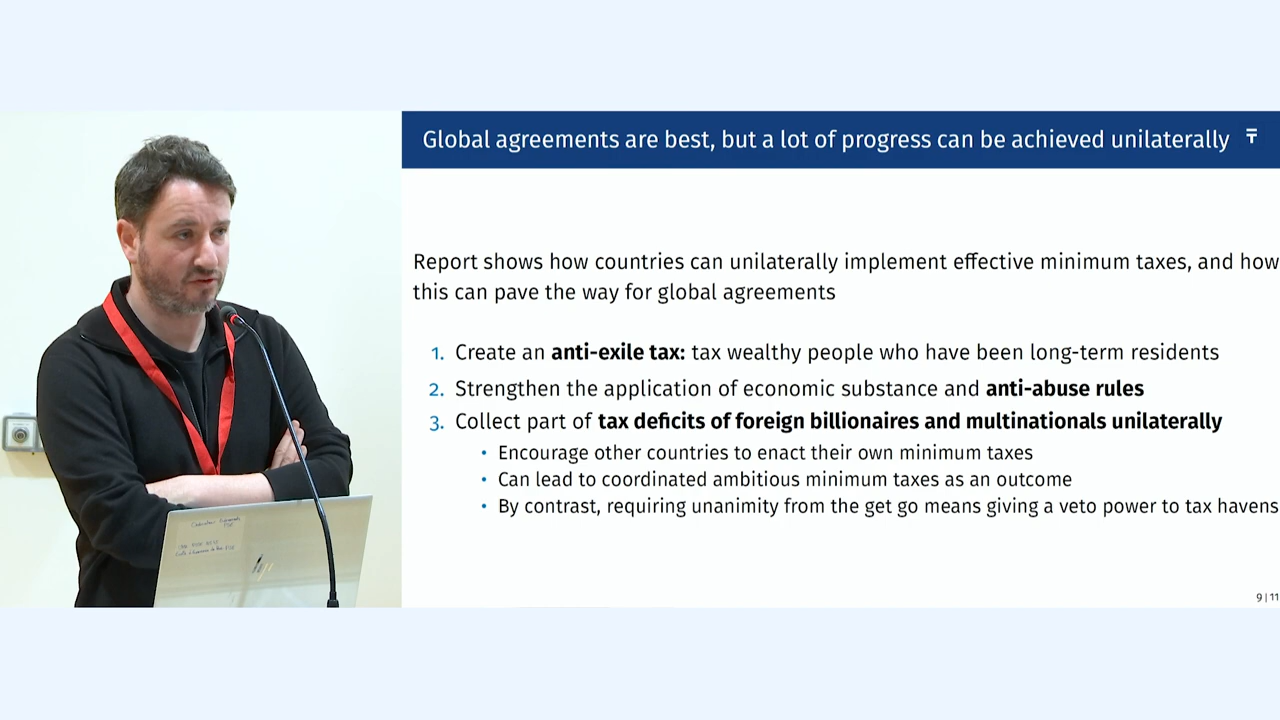 Global agreements are best, but a lot of progress can be achieved unilaterally
Report shows how countries can unilaterally implement effective minimum taxes, and how
this can pave the way for global agreements
1. Create an anti-exile tax: tax wealthy people who have been long-term residents
2. Strengthen the application of economic substance and anti-abuse rules
3. Collect part of tax deficits of foreign billionaires and multinationals unilaterally
• Encourage other countries to enact their own minimum taxes
• Can lead to coordinated ambitious minimum taxes as an outcome
• By contrast, requiring unanimity from the get go means giving a veto power to tax havens
9 | 11